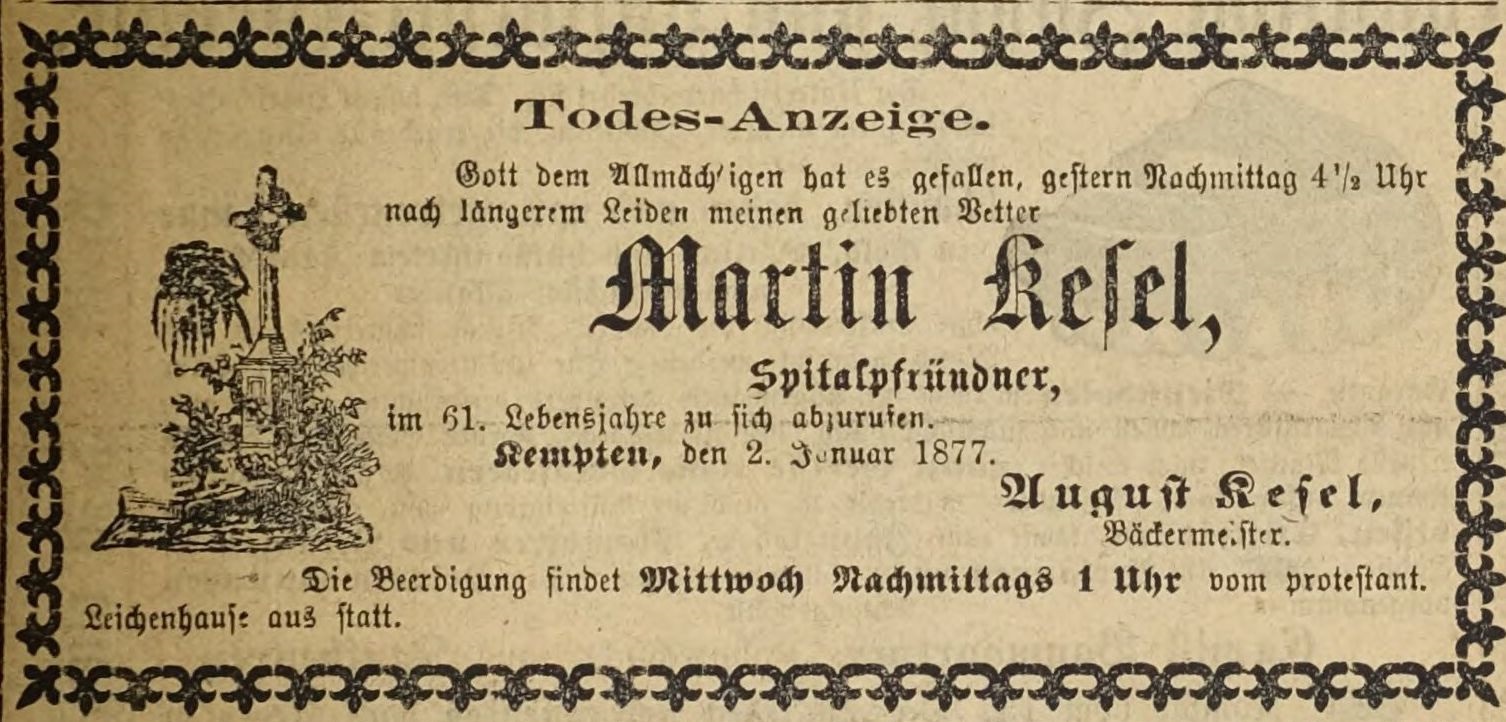 Todes-Anzeige.
Gott dem Allmächtigen hat es gefallen, gestern Nachmittag 4½ Uhr
nach längerem Leiden meinen geliebten Vetter
Martin Kesel,
Spitalpfründner,
im 61. Lebensjahre zu sich abzurufen.
Kempten, den 2. Januar 1877.
August Kesel,
Bäckermeister.
Die Beerdigung findet Mittwoch Nachmittags 1 Uhr vom protestant.
Leichenhause aus statt.